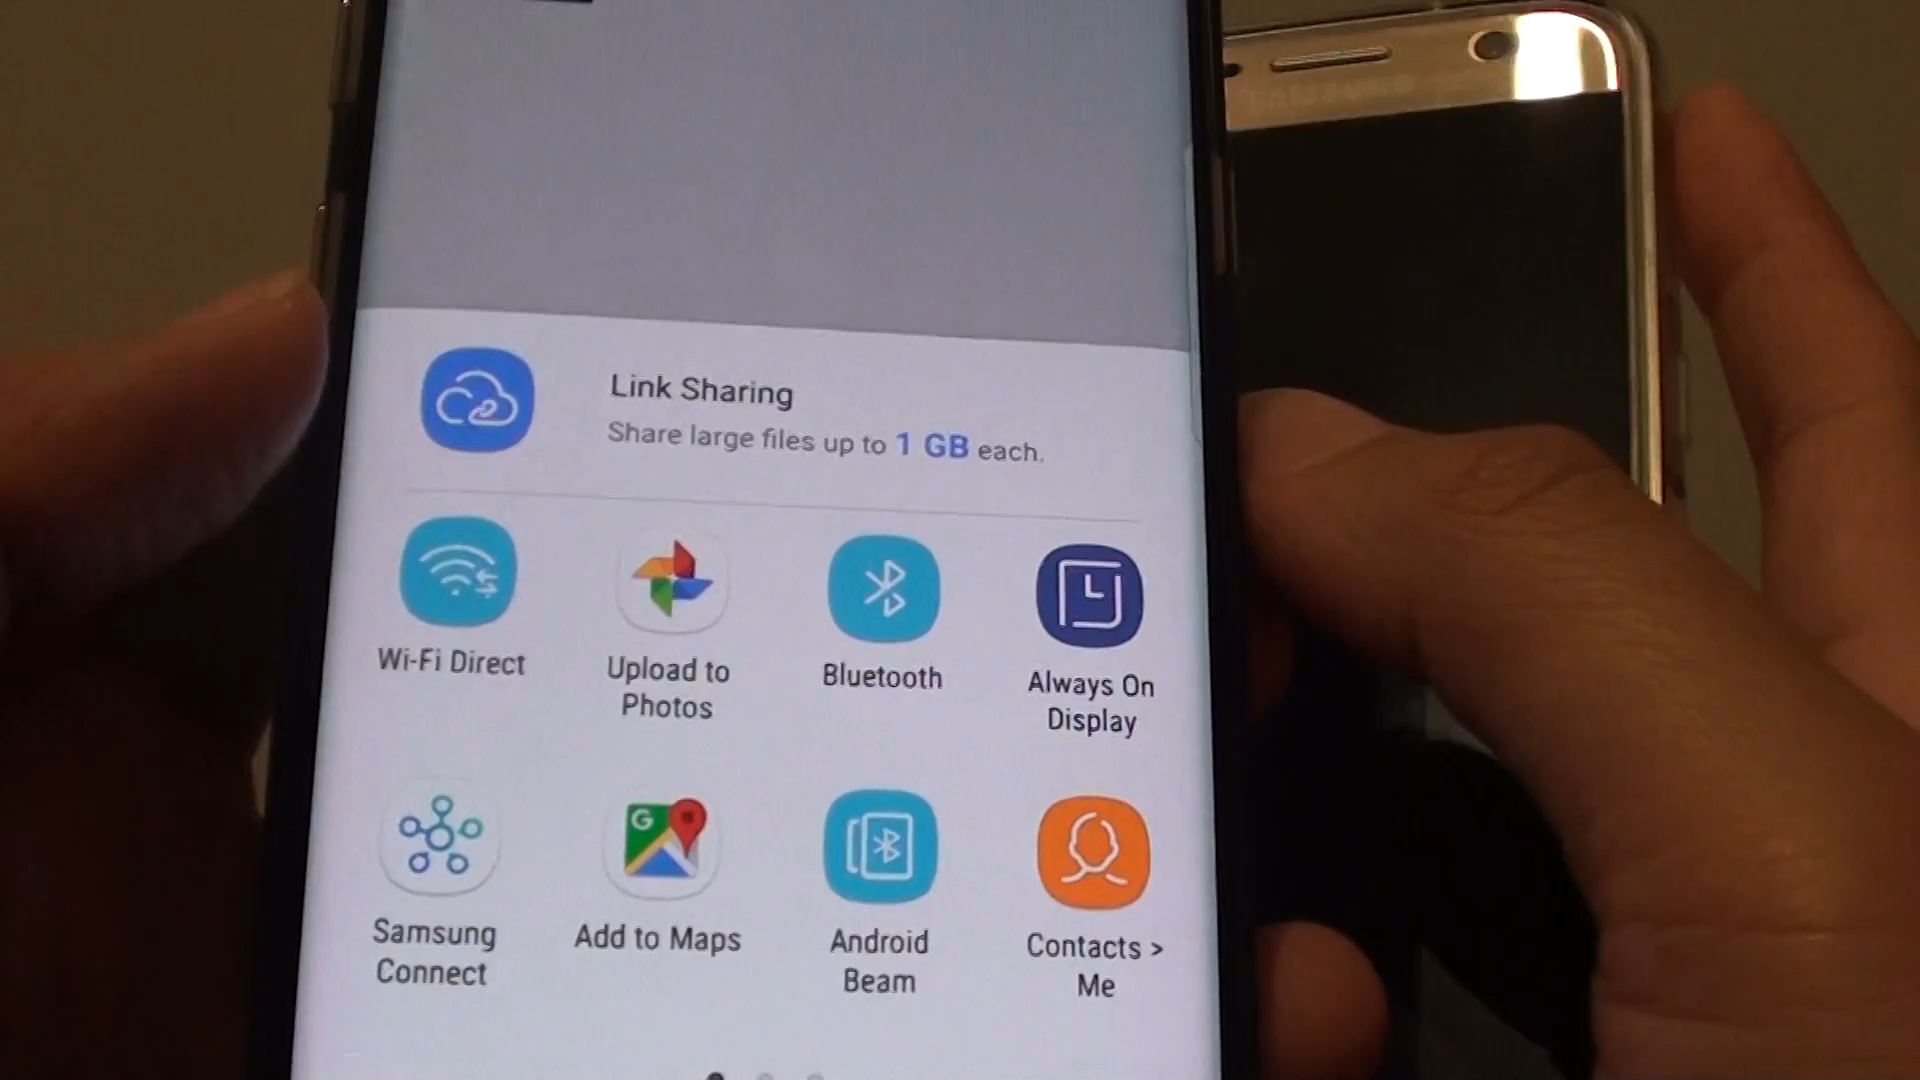 SAMSUNG
Link Sharing
Share large files up to 1 GB each.
Wi-Fi Direct
Upload to
Photos
Bluetooth
Always On
Display
G
Samsung
Connect
Add to Maps
Android
Beam
Contacts >
Me